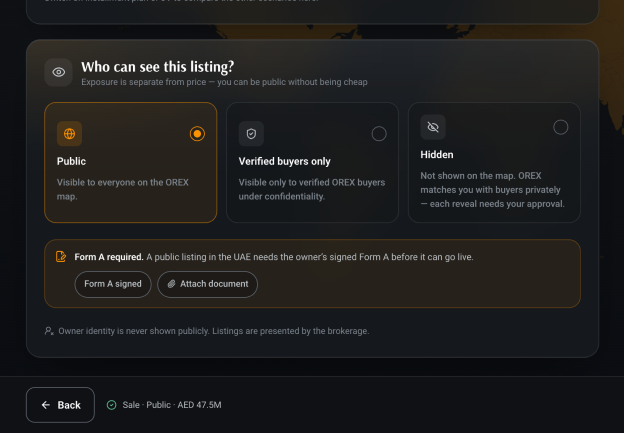 Who can see this listing?
Exposure is separate from price — you can be public without being cheap
Public
Visible to everyone on the OREX
map.
Verified buyers only
Visible only to verified OREX buyers
under confidentiality.
Hidden
Not shown on the map. OREX
matches you with buyers privately
— each reveal needs your approval.
Form A required. A public listing in the UAE needs the owner's signed Form A before it can go live.
Form A signed
Attach document
Owner identity is never shown publicly. Listings are presented by the brokerage.
Back
Sale · Public · AED 47.5M